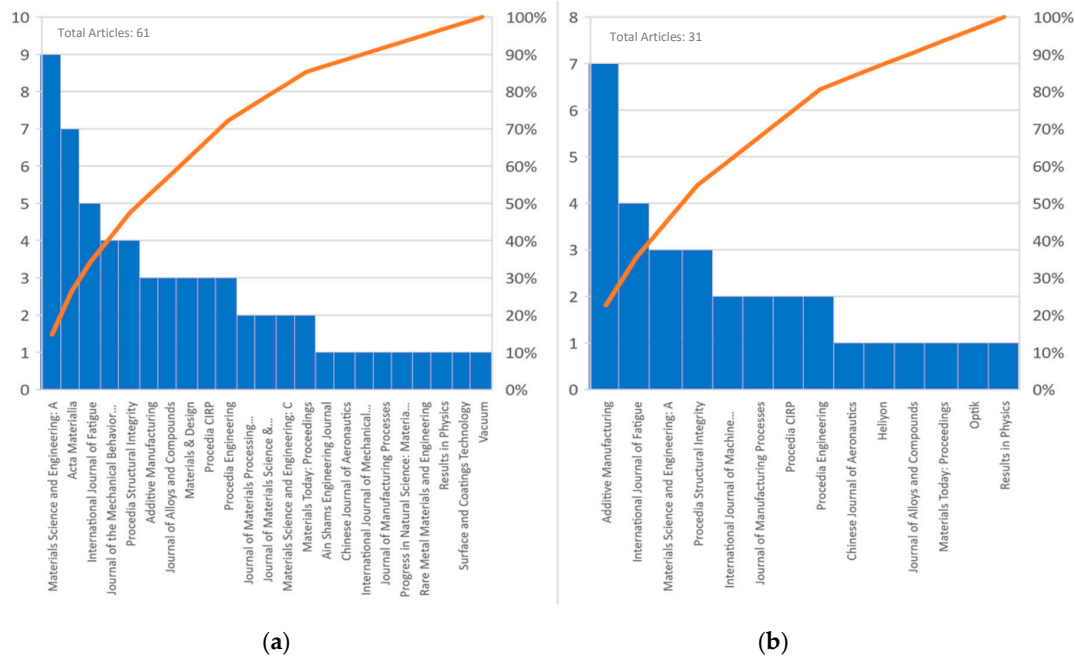 Total Articles: 61
10
9
8
7
6
5
4
3
2
1
0
100%
90%
80%
70%
60%
50%
40%
30%
20%
10%
0%
Materials Science and Engineering: A
Acta Materialia
International Journal of Fatigue
Journal of the Mechanical Behavior...
Procedia Structural Integrity
Additive Manufacturing
Journal of Alloys and Compounds
Materials & Design
Procedia CIRP
Procedia Engineering
Journal of Materials Processing...
Journal of Materials Science &...
Materials Science and Engineering: C
Materials Today: Proceedings
Ain Shams Engineering Journal
Chinese Journal of Aeronautics
International Journal of Mechanical...
Journal of Manufacturing Processes
Progress in Natural Science: Materia...
Rare Metal Materials and Engineering
Results in Physics
Surface and Coatings Technology
Vacuum
(a)
Total Articles: 31
8
7
6
5
4
3
2
1
0
100%
90%
80%
70%
60%
50%
40%
30%
20%
10%
0%
Additive Manufacturing
International Journal of Fatigue
Materials Science and Engineering: A
Procedia Structural Integrity
International Journal of Machine...
Journal of Manufacturing Processes
Procedia CIRP
Procedia Engineering
Chinese Journal of Aeronautics
Heliyon
Journal of Alloys and Compounds
Materials Today: Proceedings
Optik
Results in Physics
(b)